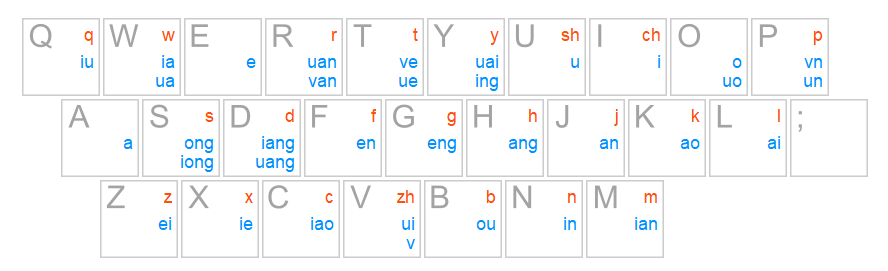 Q q W w E R r T t Y y U sh I ch O P p
iu ia e uan ve uai u i o vn
ua van ue ing uo un
A S s D d F f G g H h J j K k L l ;
a ong iang en eng ang an ao ai
iong uang
Z z X x C c V zh B b N n M m
ei ie iao ui ou in ian
v